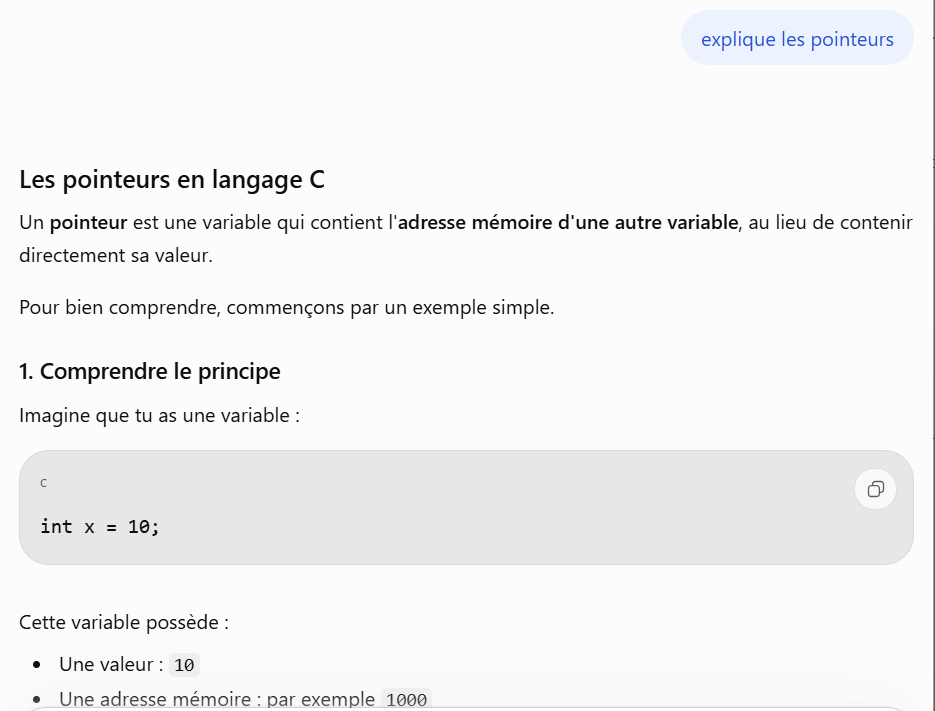 explique les pointeurs
Les pointeurs en langage C
Un pointeur est une variable qui contient l'adresse mémoire d'une autre variable, au lieu de contenir
directement sa valeur.
Pour bien comprendre, commençons par un exemple simple.
1. Comprendre le principe
Imagine que tu as une variable :
c
int x = 10;
Cette variable possède :
• Une valeur : 10
• Une adresse mémoire : par exemple 1000